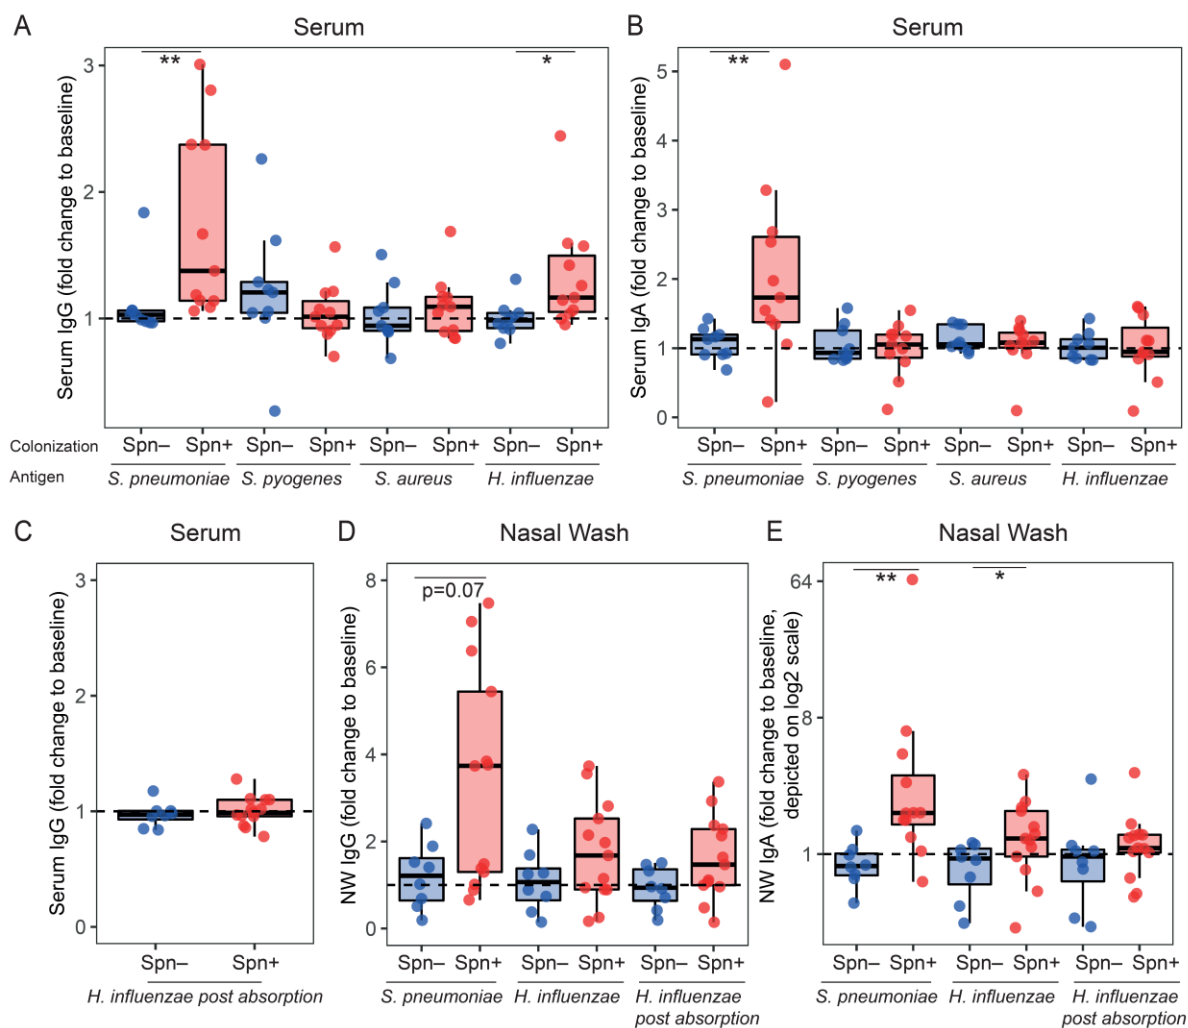 A
Serum
Serum IgG (fold change to baseline)
3
2
1
**
*
Colonization
Spn– Spn+ Spn– Spn+ Spn– Spn+ Spn– Spn+
Antigen
S. pneumoniae S. pyogenes S. aureus H. influenzae
B
Serum
Serum IgA (fold change to baseline)
5
4
3
2
1
0
**
Spn– Spn+ Spn– Spn+ Spn– Spn+ Spn– Spn+
S. pneumoniae S. pyogenes S. aureus H. influenzae
C
Serum
Serum IgG (fold change to baseline)
3
2
1
0
Spn– Spn+
H. influenzae post absorption
D
Nasal Wash
NW IgG (fold change to baseline)
8
6
4
2
0
p=0.07
Spn– Spn+ Spn– Spn+ Spn– Spn+
S. pneumoniae H. influenzae H. influenzae
post absorption
E
Nasal Wash
NW IgA (fold change to baseline,
depicted on log2 scale)
64
8
1
**
*
Spn– Spn+ Spn– Spn+ Spn– Spn+
S. pneumoniae H. influenzae H. influenzae
post absorption